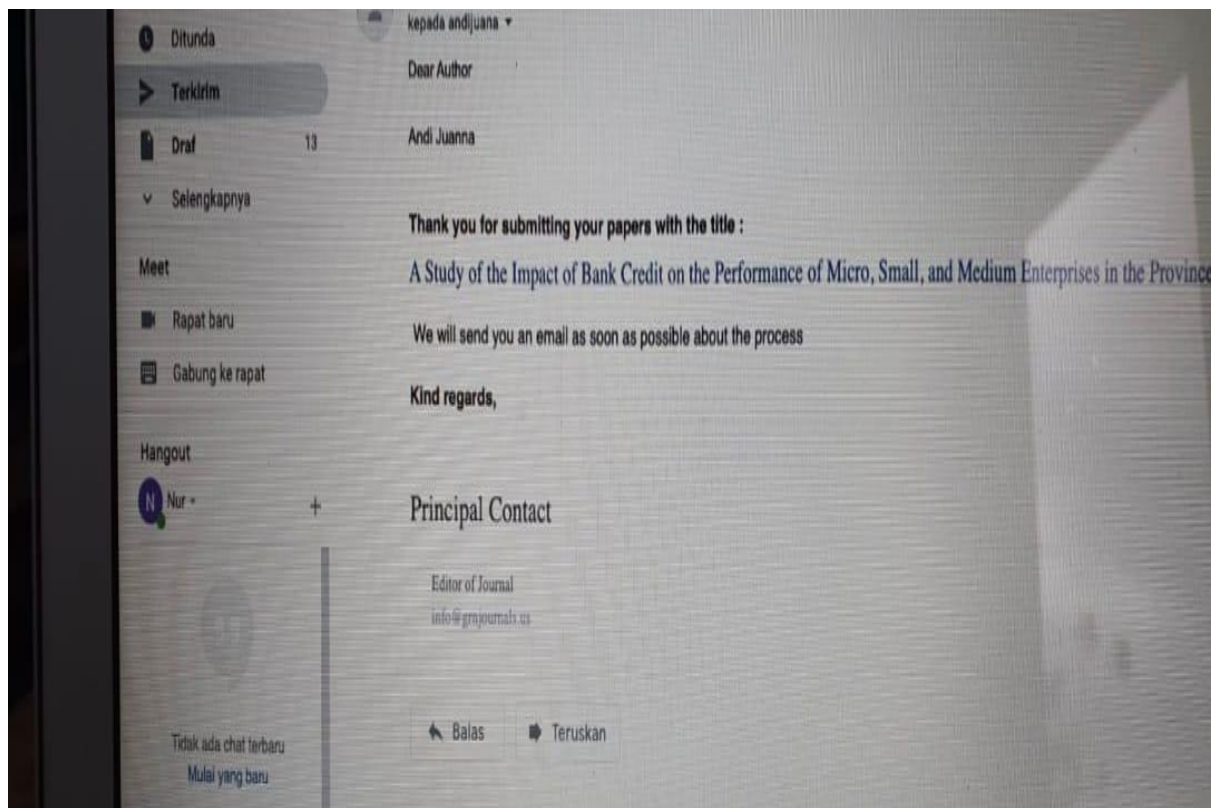 Ditunda
Terkirim
Draf 13
Selengkapnya
Meet
Rapat baru
Gabung ke rapat
Hangout
N Nur
+
Tidak ada chat terbaru
Mulai yang baru
kepada andijuana
Dear Author
Andi Juanna
Thank you for submitting your papers with the title :
A Study of the Impact of Bank Credit on the Performance of Micro, Small, and Medium Enterprises in the Province
We will send you an email as soon as possible about the process
Kind regards,
Principal Contact
Editor of Journal
info@grnjournals.us
Balas
Teruskan